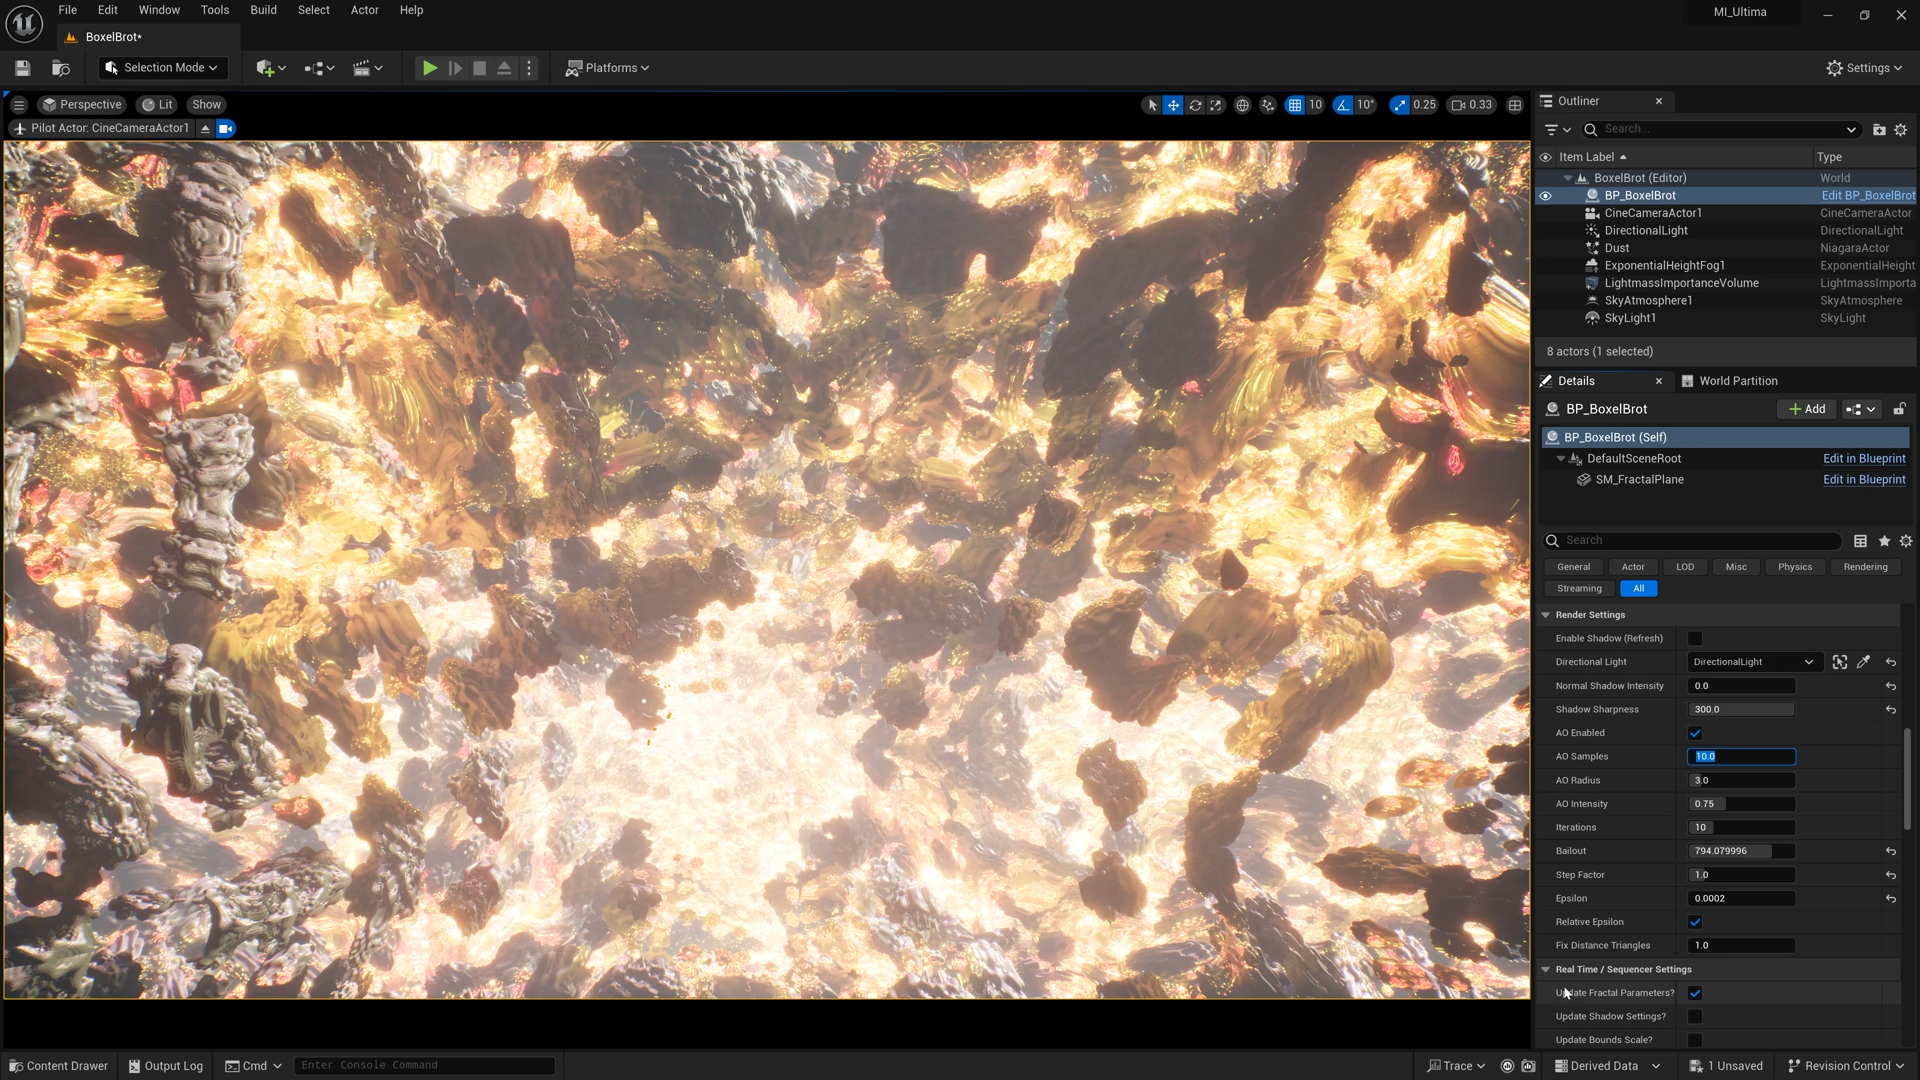 File Edit Window Tools Build Select Actor Help
MI_Ultima
BoxelBrot*
Selection Mode
Platforms
Settings
Perspective Lit Show
10 10° 0.25 0.33
Pilot Actor: CineCameraActor1
Outliner
Search...
Item Label Type
BoxelBrot (Editor) World
BP_BoxelBrot Edit BP_BoxelBrot
CineCameraActor1 CineCameraActor
DirectionalLight DirectionalLight
Dust NiagaraActor
ExponentialHeightFog1 ExponentialHeight
LightmassImportanceVolume LightmassImporta
SkyAtmosphere1 SkyAtmosphere
SkyLight1 SkyLight
8 actors (1 selected)
Details World Partition
BP_BoxelBrot Add
BP_BoxelBrot (Self)
DefaultSceneRoot Edit in Blueprint
SM_FractalPlane Edit in Blueprint
Search
General Actor LOD Misc Physics Rendering
Streaming All
Render Settings
Enable Shadow (Refresh)
Directional Light DirectionalLight
Normal Shadow Intensity 0.0
Shadow Sharpness 300.0
AO Enabled
AO Samples 10.0
AO Radius 3.0
AO Intensity 0.75
Iterations 10
Bailout 794.079996
Step Factor 1.0
Epsilon 0.0002
Relative Epsilon
Fix Distance Triangles 1.0
Real Time / Sequencer Settings
Update Fractal Parameters?
Update Shadow Settings?
Update Bounds Scale?
Content Drawer Output Log Cmd Enter Console Command Trace Derived Data 1 Unsaved Revision Control